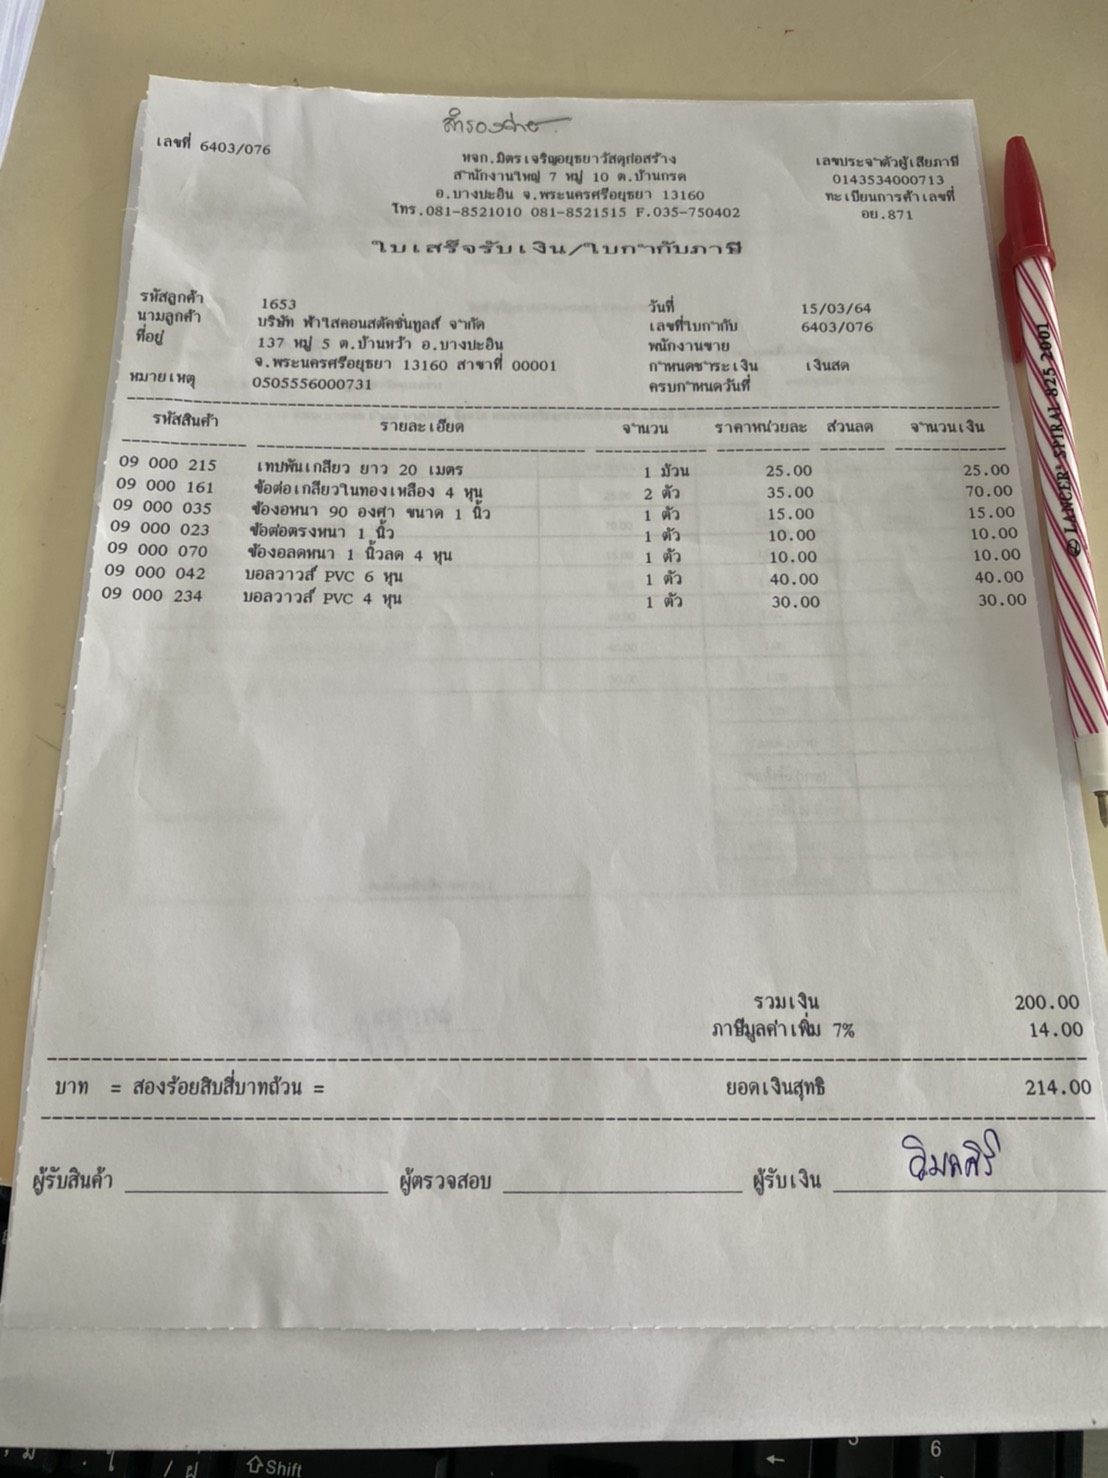 สำรองจ่าย
เลขที่ 6403/076
หจก.มิตรเจริญอยุธยาวัสดุก่อสร้าง
สำนักงานใหญ่ 7 หมู่ 10 ต.บ้านกรด
อ.บางปะอิน จ.พระนครศรีอยุธยา 13160
โทร.081-8521010 081-8521515 F.035-750402
เลขประจำตัวผู้เสียภาษี
0143534000713
ทะเบียนการค้าเลขที่
อย.871
ใบเสร็จรับเงิน/ใบกำกับภาษี
รหัสลูกค้า 1653
นามลูกค้า บริษัท ฟ้าใสคอนสตัคชั่นทูลส์ จำกัด
ที่อยู่ 137 หมู่ 5 ต.บ้านหว้า อ.บางปะอิน
จ.พระนครศรีอยุธยา 13160 สาขาที่ 00001
หมายเหตุ 0505556000731
วันที่ 15/03/64
เลขที่ใบกำกับ 6403/076
พนักงานขาย
กำหนดชำระเงิน เงินสด
ครบกำหนดวันที่
รหัสสินค้า รายละเอียด จำนวน ราคาหน่วยละ ส่วนลด จำนวนเงิน
09 000 215 เทปพันเกลียว ยาว 20 เมตร 1 ม้วน 25.00 25.00
09 000 161 ข้อต่อเกลียวในทองเหลือง 4 หุน 2 ตัว 35.00 70.00
09 000 035 ข้องอหนา 90 องศา ขนาด 1 นิ้ว 1 ตัว 15.00 15.00
09 000 023 ข้อต่อตรงหนา 1 นิ้ว 1 ตัว 10.00 10.00
09 000 070 ข้องอลดหนา 1 นิ้วลด 4 หุน 1 ตัว 10.00 10.00
09 000 042 บอลวาวส์ PVC 6 หุน 1 ตัว 40.00 40.00
09 000 234 บอลวาวส์ PVC 4 หุน 1 ตัว 30.00 30.00
รวมเงิน 200.00
ภาษีมูลค่าเพิ่ม 7% 14.00
บาท = สองร้อยสิบสี่บาทถ้วน = ยอดเงินสุทธิ 214.00
ผู้รับสินค้า ผู้ตรวจสอบ ผู้รับเงิน วิมลศิริ
LANCER SPIRAL 825 2001
Shift
6